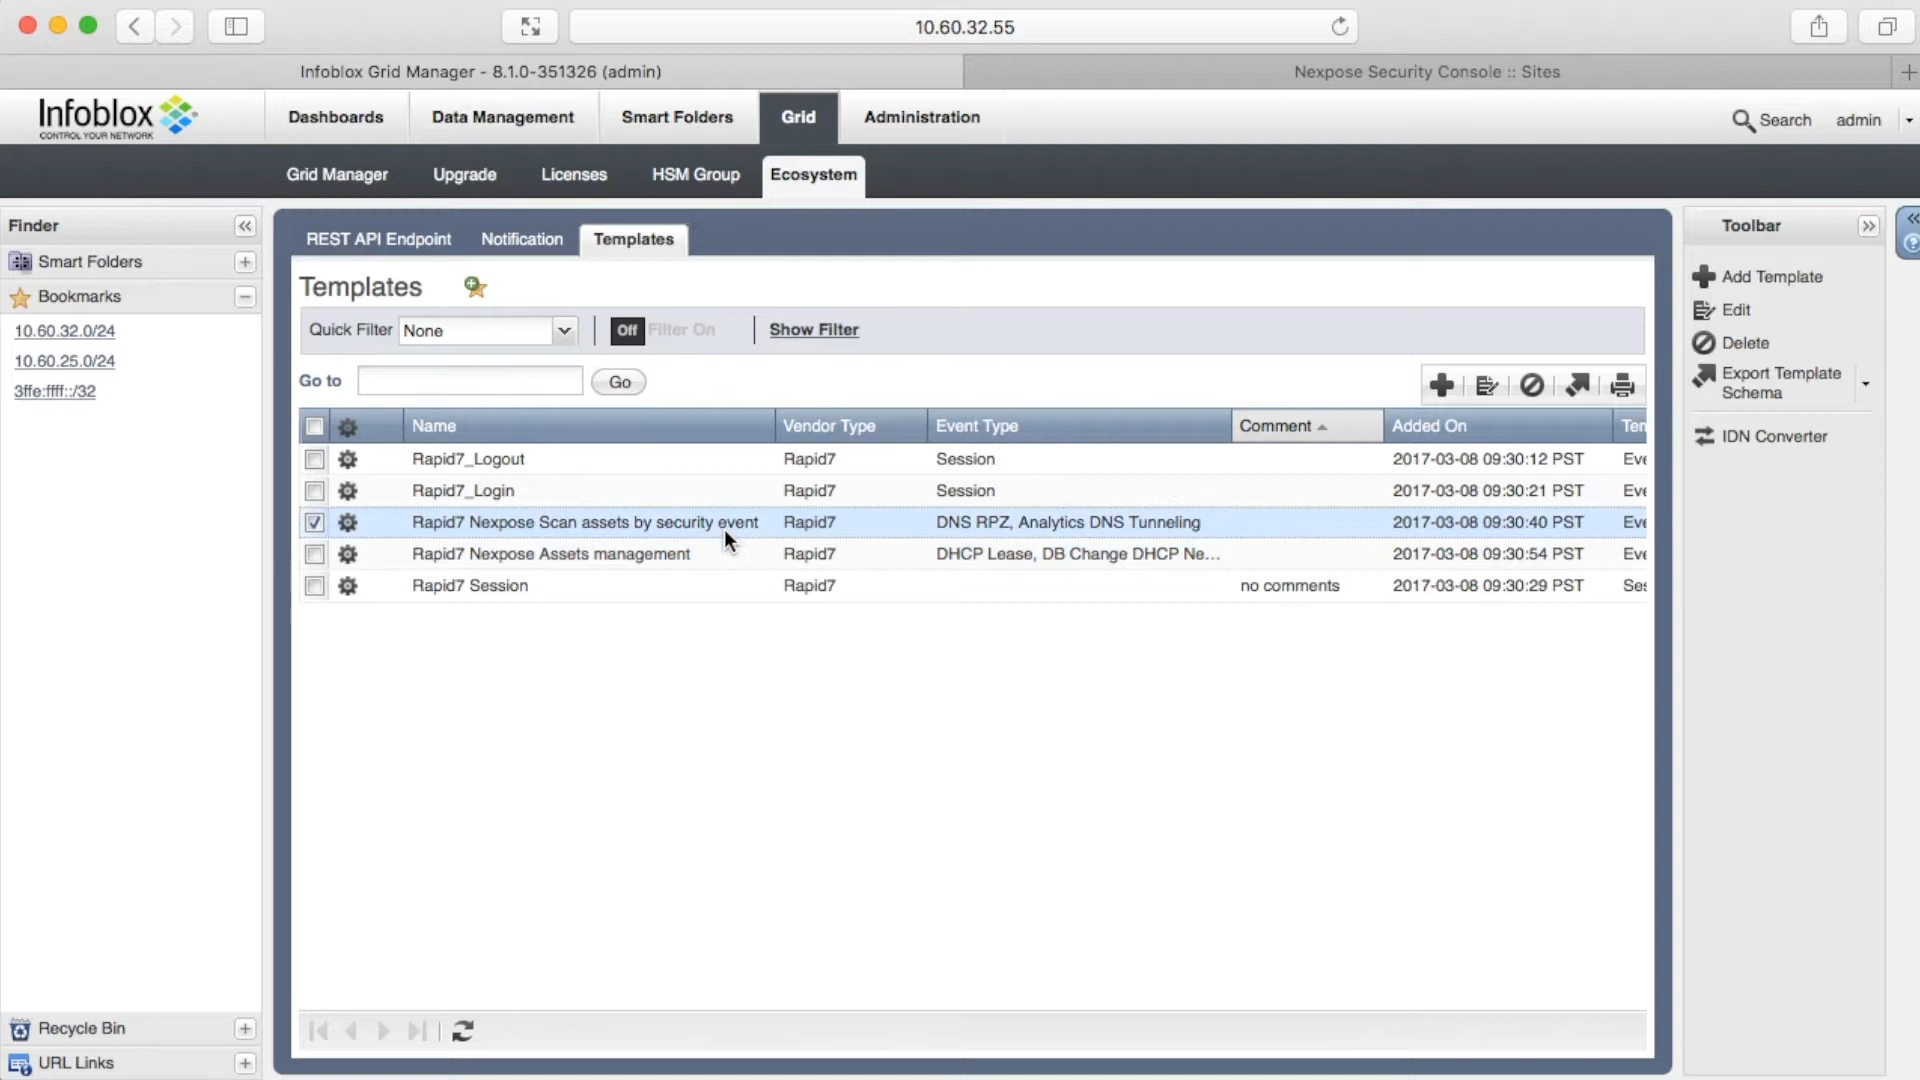 10.60.32.55
Infoblox Grid Manager - 8.1.0-351326 (admin)
Nexpose Security Console :: Sites
Infoblox
CONTROL YOUR NETWORK
Dashboards
Data Management
Smart Folders
Grid
Administration
Search
admin
Grid Manager
Upgrade
Licenses
HSM Group
Ecosystem
Finder
Smart Folders
Bookmarks
10.60.32.0/24
10.60.25.0/24
3ffe:ffff::/32
Recycle Bin
URL Links
REST API Endpoint
Notification
Templates
Templates
Quick Filter None
Off Filter On
Show Filter
Go to
Go
Name Vendor Type Event Type Comment Added On Ten
Rapid7_Logout Rapid7 Session 2017-03-08 09:30:12 PST Eve
Rapid7_Login Rapid7 Session 2017-03-08 09:30:21 PST Eve
Rapid7 Nexpose Scan assets by security event Rapid7 DNS RPZ, Analytics DNS Tunneling 2017-03-08 09:30:40 PST Eve
Rapid7 Nexpose Assets management Rapid7 DHCP Lease, DB Change DHCP Ne... 2017-03-08 09:30:54 PST Eve
Rapid7 Session Rapid7 no comments 2017-03-08 09:30:29 PST Ses
Toolbar
Add Template
Edit
Delete
Export Template
Schema
IDN Converter